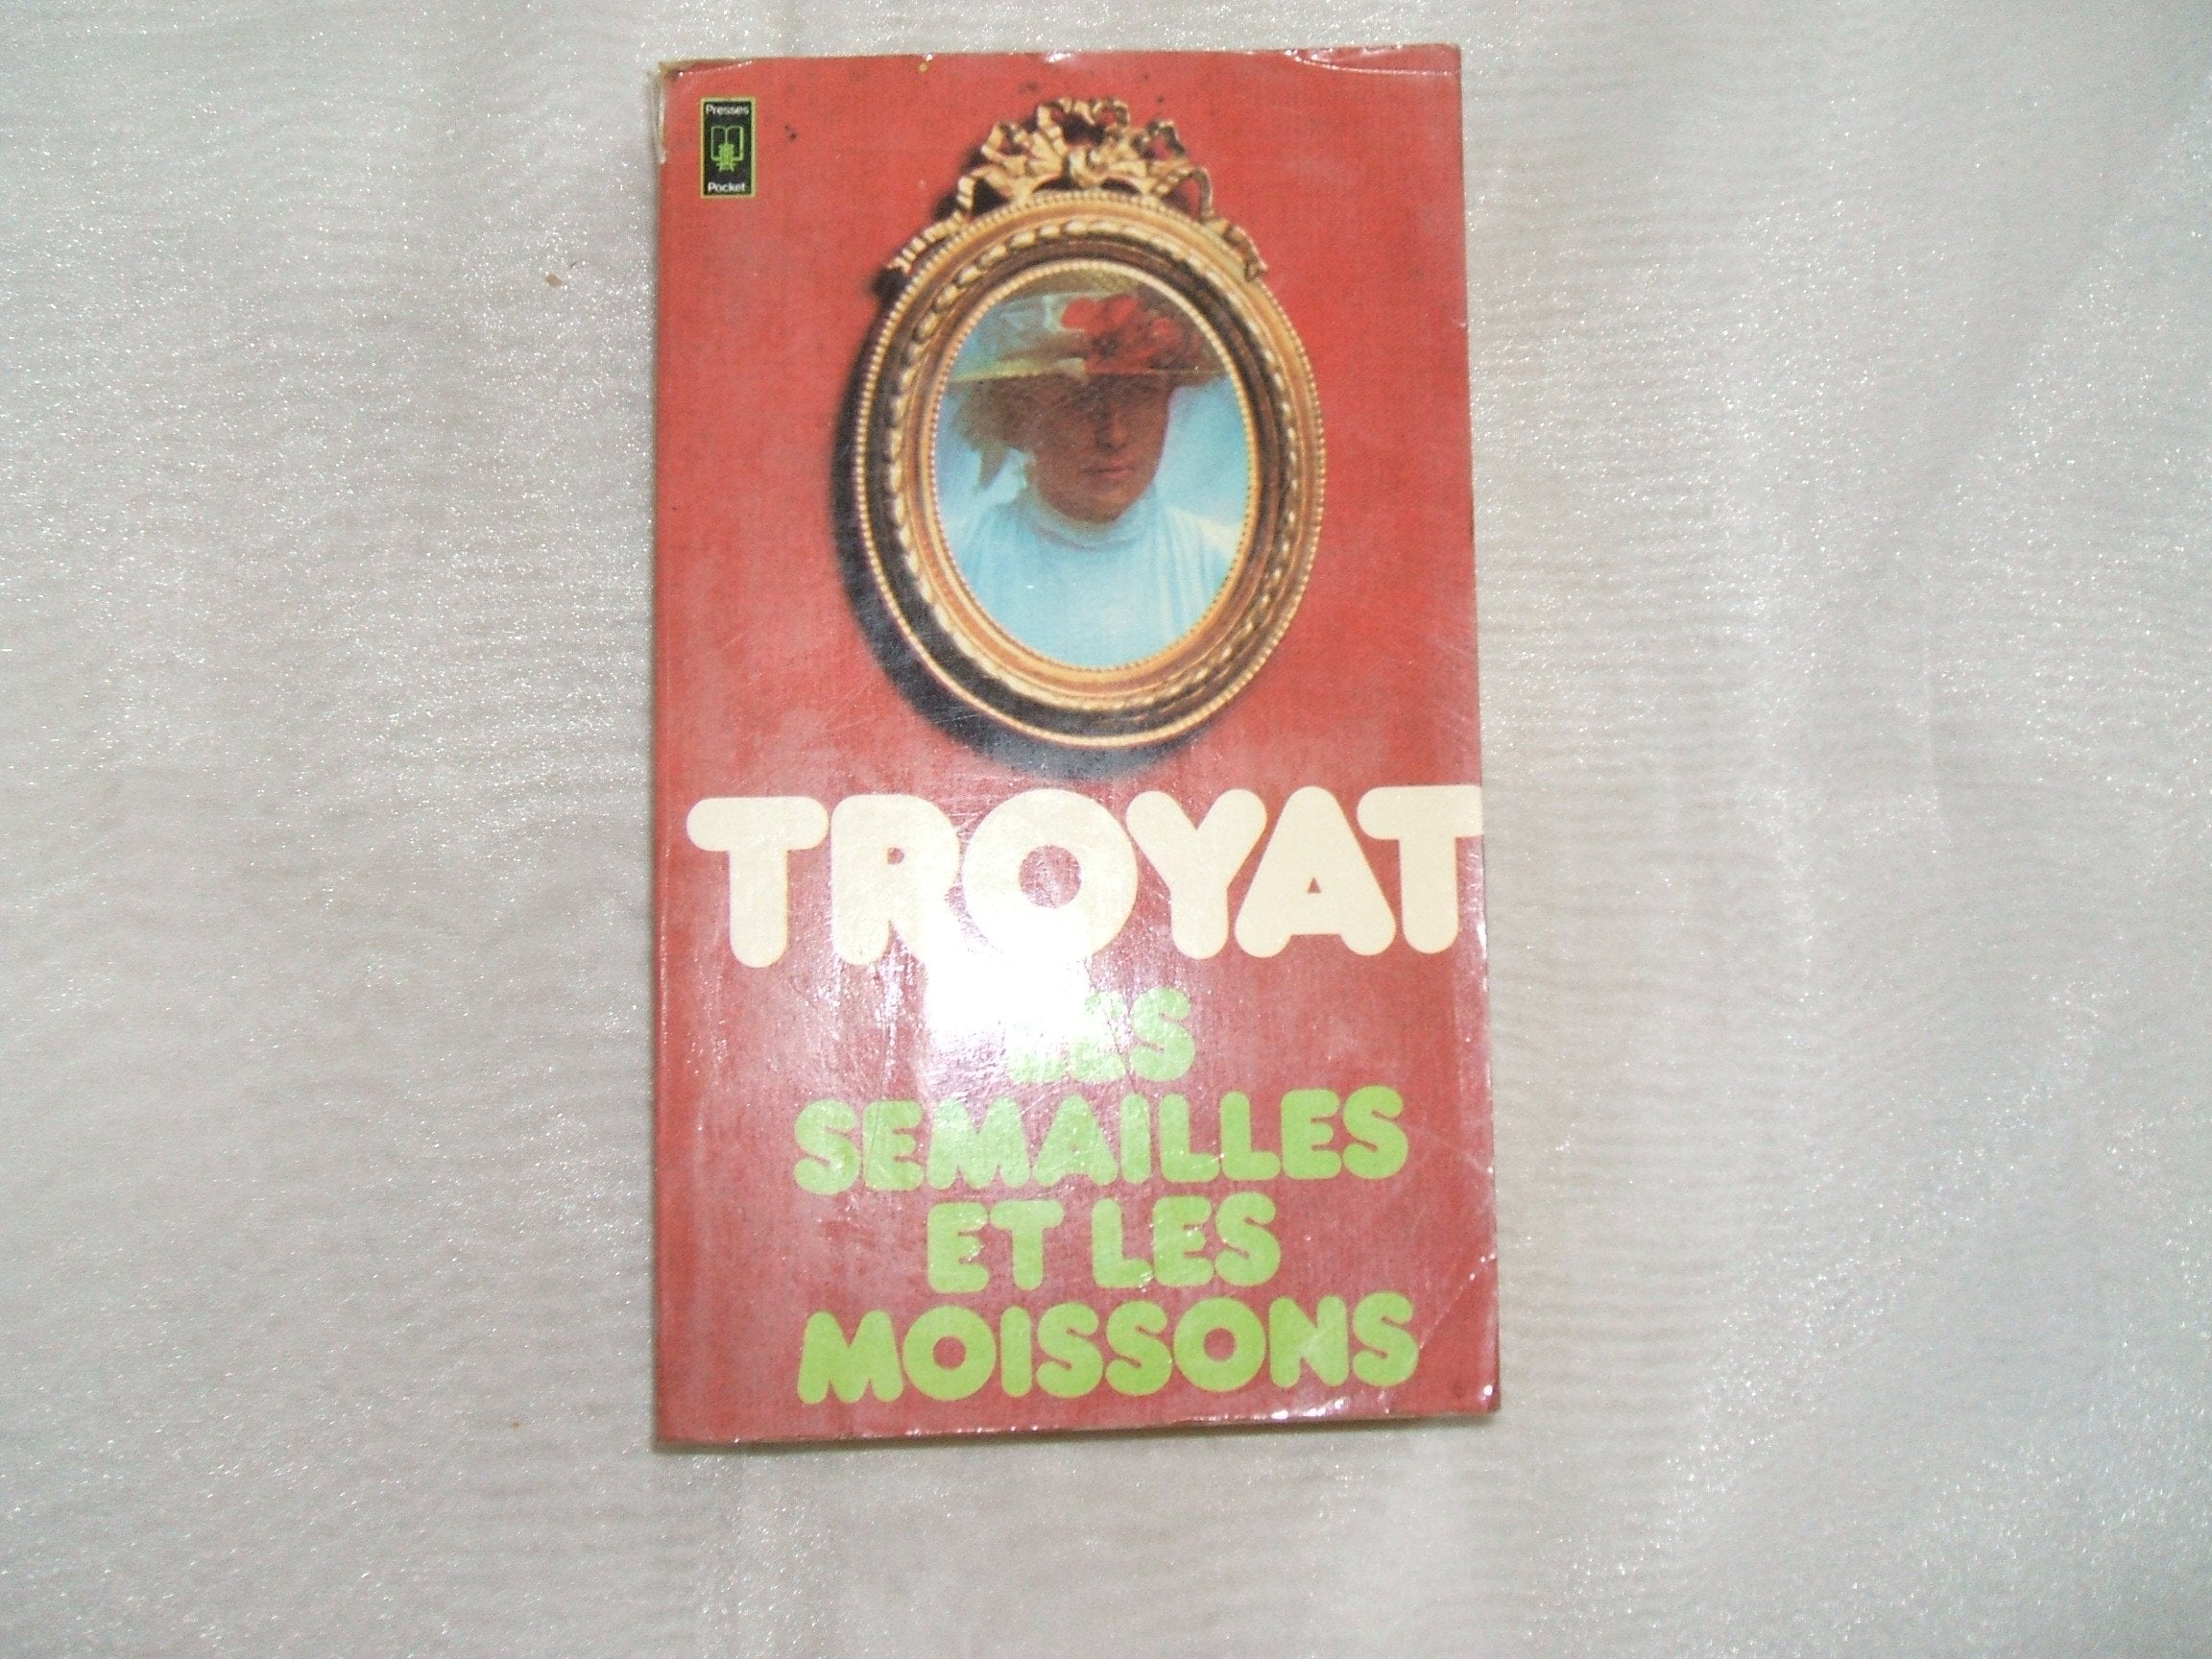 Presses
Pocket
TROYAT
LES
SEMAILLES
ET LES
MOISSONS